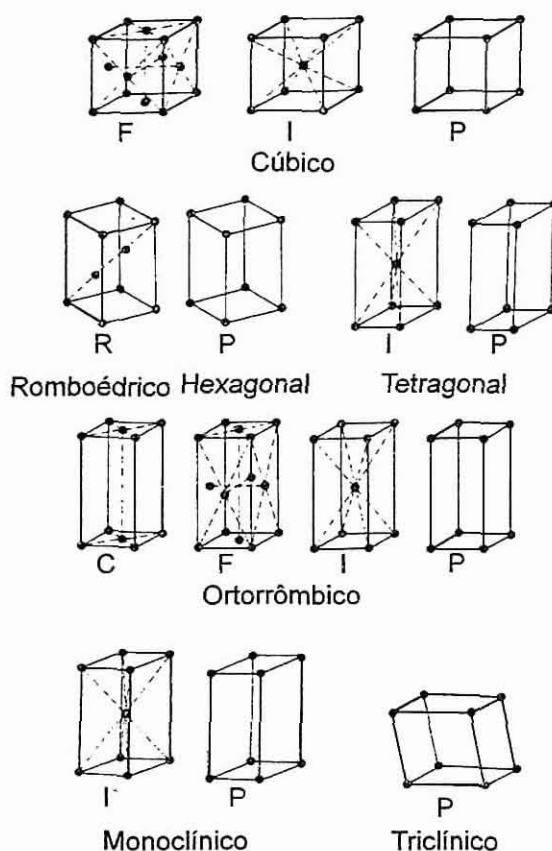 F I P
Cúbico
R P I P
Romboédrico Hexagonal Tetragonal
C F I P
Ortorrômbico
I P P
Monoclínico Triclínico